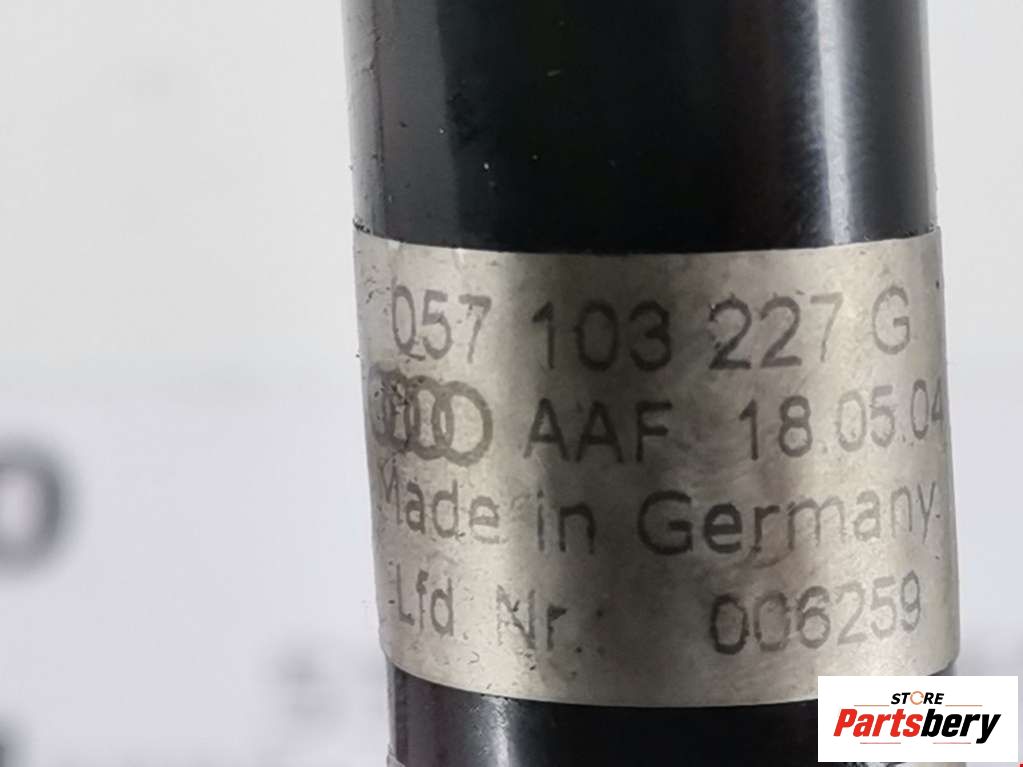 057 103 227 G
AAF 18.05.04
Made in Germany.
Lfd. Nr.: 006259
STORE
Partsbery